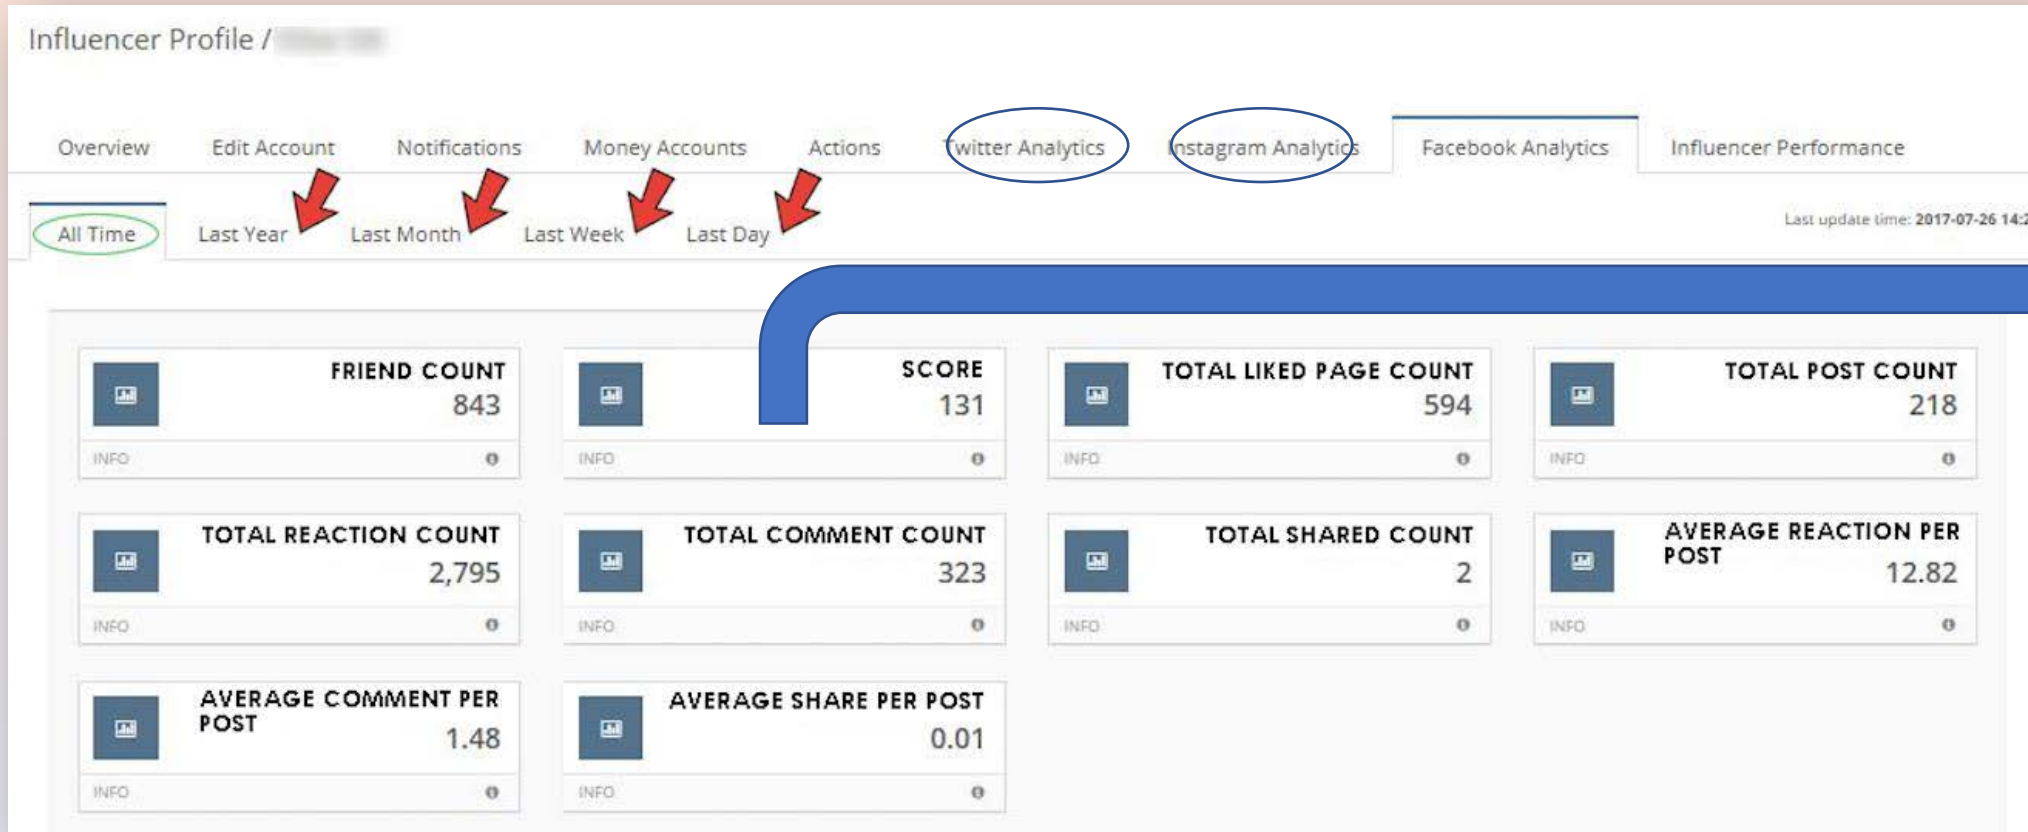 Influencer Profile /
Overview Edit Account Notifications Money Accounts Actions Twitter Analytics Instagram Analytics Facebook Analytics Influencer Performance
All Time Last Year Last Month Last Week Last Day Last update time: 2017-07-26 14:2
FRIEND COUNT
843
INFO
SCORE
131
INFO
TOTAL LIKED PAGE COUNT
594
INFO
TOTAL POST COUNT
218
INFO
TOTAL REACTION COUNT
2,795
INFO
TOTAL COMMENT COUNT
323
INFO
TOTAL SHARED COUNT
2
INFO
AVERAGE REACTION PER
POST
12.82
INFO
AVERAGE COMMENT PER
POST
1.48
INFO
AVERAGE SHARE PER POST
0.01
INFO